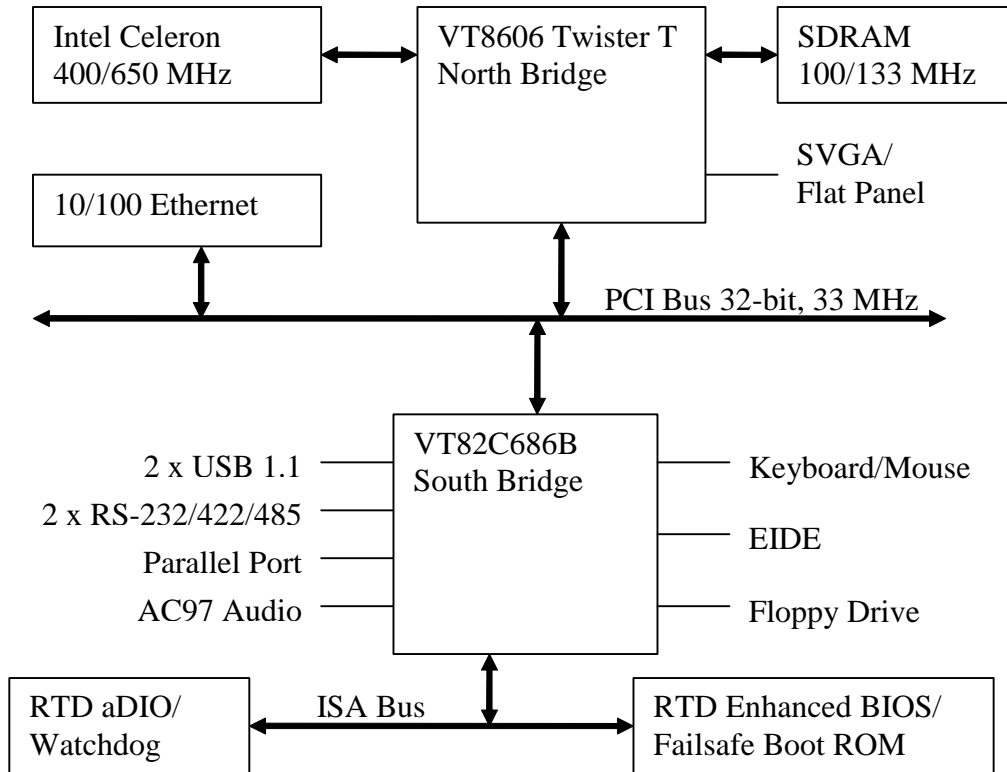 Intel Celeron
400/650 MHz
VT8606 Twister T
North Bridge
SDRAM
100/133 MHz
SVGA/
Flat Panel
10/100 Ethernet
PCI Bus 32-bit, 33 MHz
VT82C686B
South Bridge
2 x USB 1.1
2 x RS-232/422/485
Parallel Port
AC97 Audio
Keyboard/Mouse
EIDE
Floppy Drive
RTD aDIO/
Watchdog
ISA Bus
RTD Enhanced BIOS/
Failsafe Boot ROM